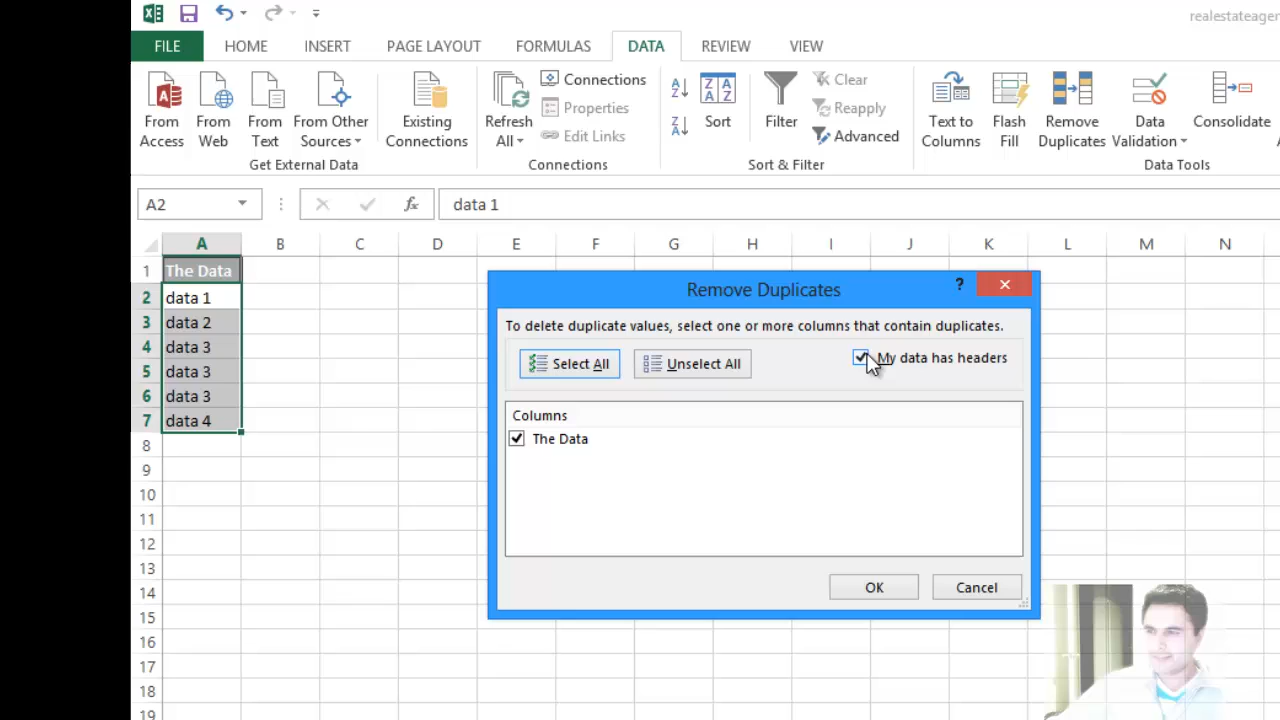 realestateager
FILE HOME INSERT PAGE LAYOUT FORMULAS DATA REVIEW VIEW
From Access
From Web
From Text
From Other Sources
Existing Connections
Get External Data
Refresh All
Connections
Properties
Edit Links
Connections
Sort
Filter
Clear
Reapply
Advanced
Sort & Filter
Text to Columns
Flash Fill
Remove Duplicates
Data Validation
Consolidate
Data Tools
A2 fx data 1
A B C D E F G H I J K L M N
1 The Data
2 data 1
3 data 2
4 data 3
5 data 3
6 data 3
7 data 4
8
9
10
11
12
13
14
15
16
17
18
19
Remove Duplicates ?
To delete duplicate values, select one or more columns that contain duplicates.
Select All Unselect All My data has headers
Columns
The Data
OK Cancel